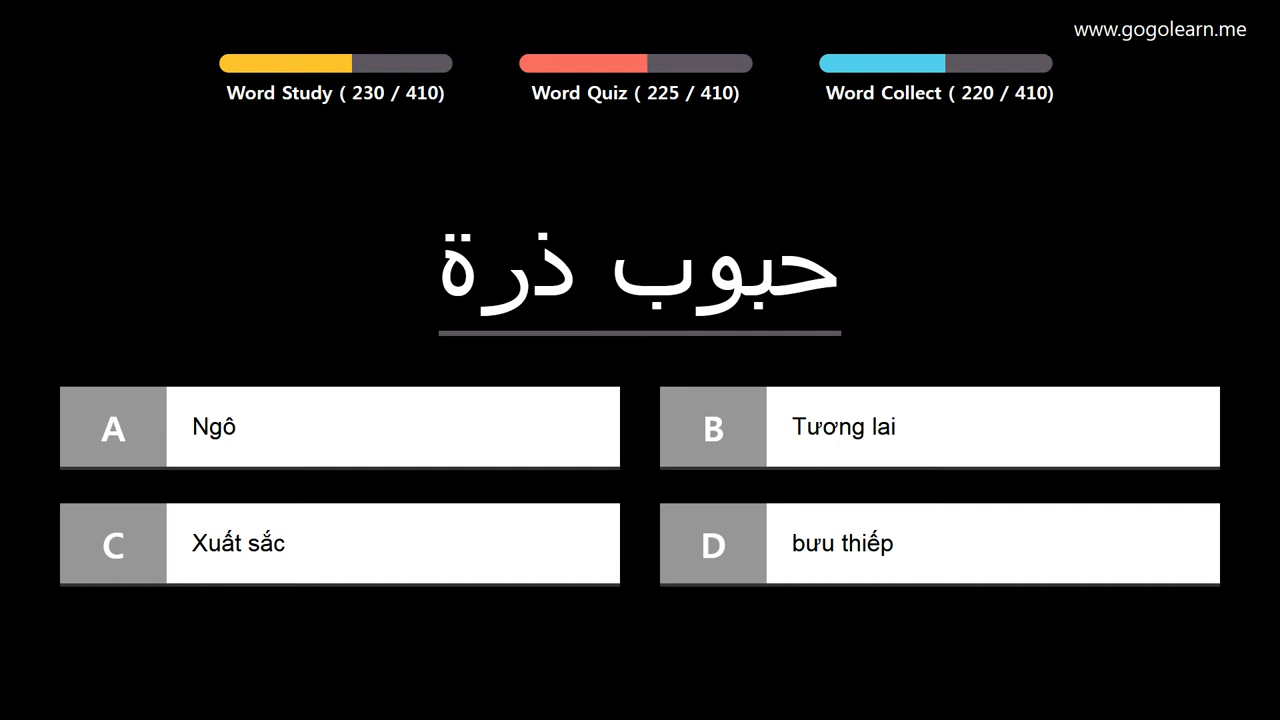 www.gogolearn.me
Word Study ( 230 / 410)
Word Quiz ( 225 / 410)
Word Collect ( 220 / 410)
حبوب ذرة
A Ngô
B Tương lai
C Xuất sắc
D bưu thiếp